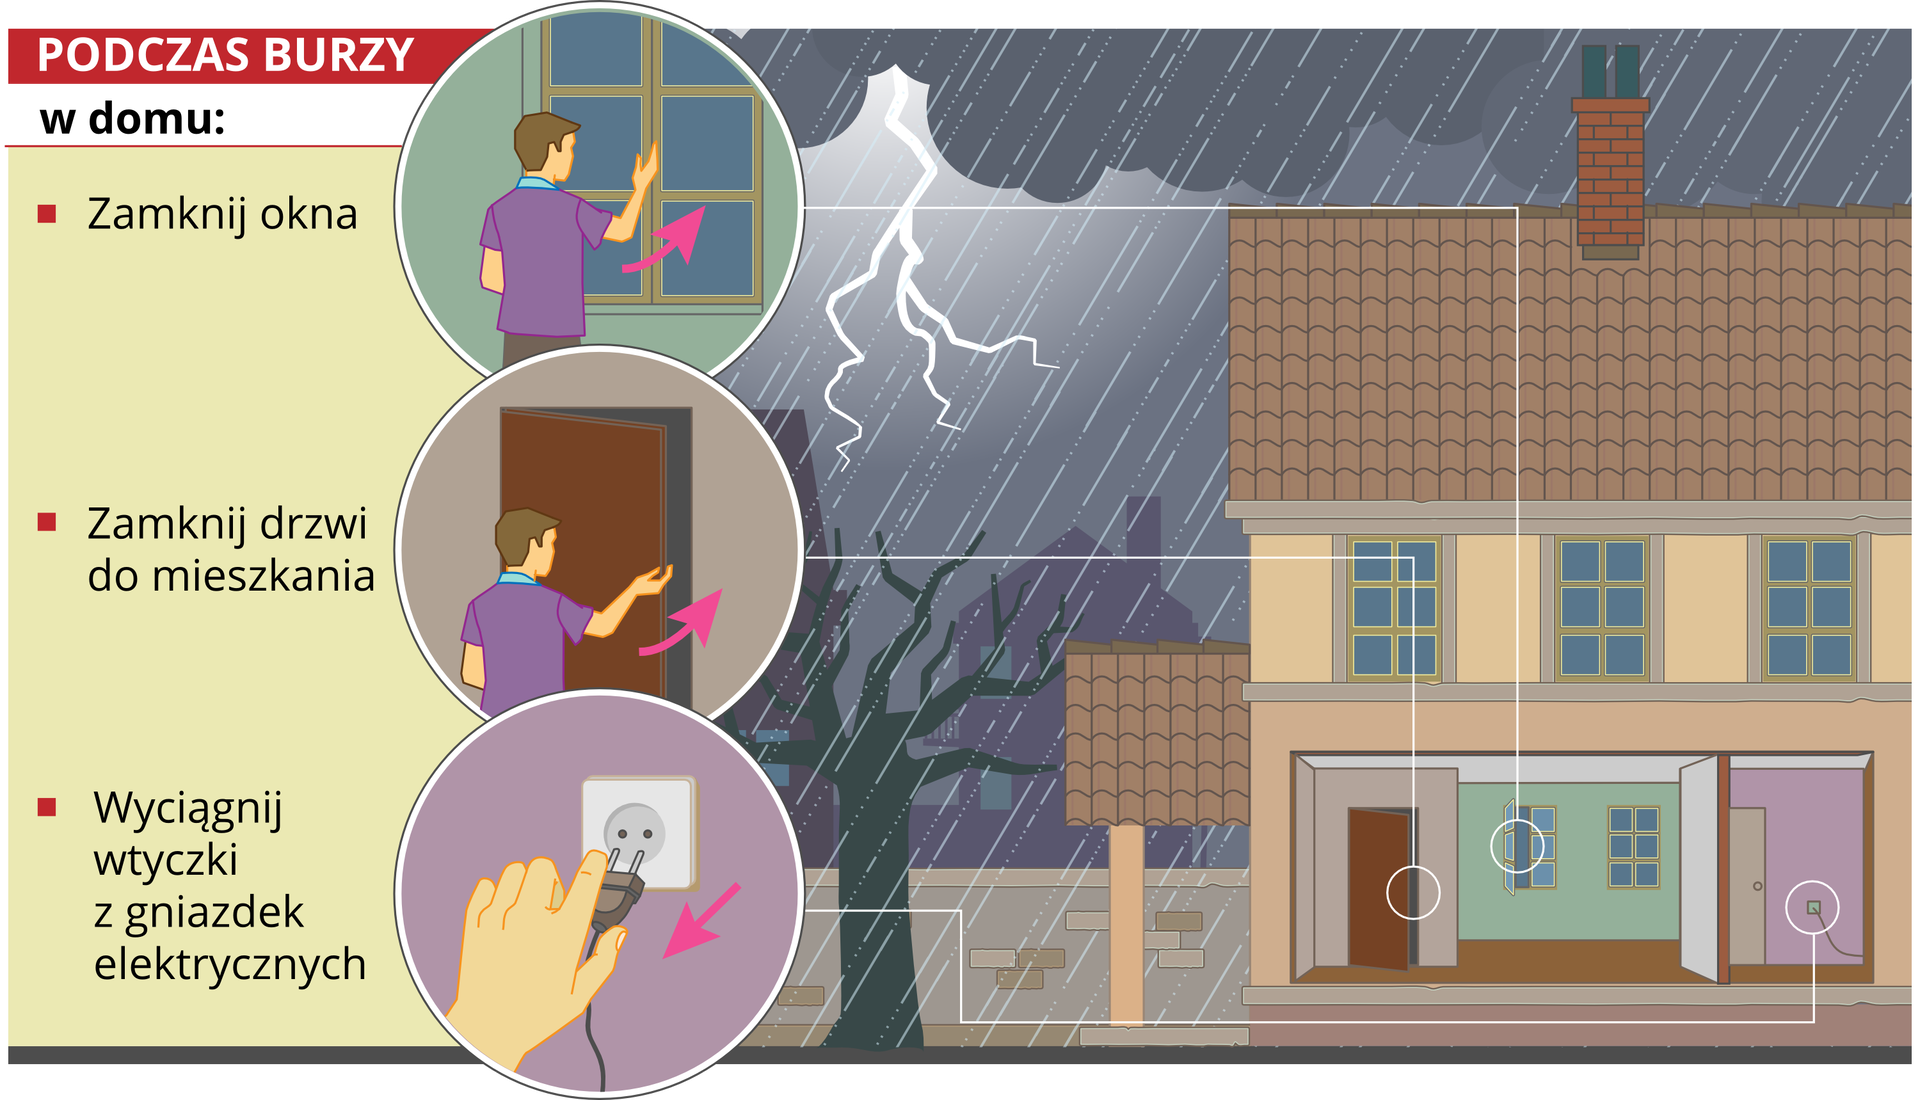 PODCZAS BURZY
w domu:
Zamknij okna
Zamknij drzwi
do mieszkania
Wyciągnij
wtyczki
z gniazdek
elektrycznych